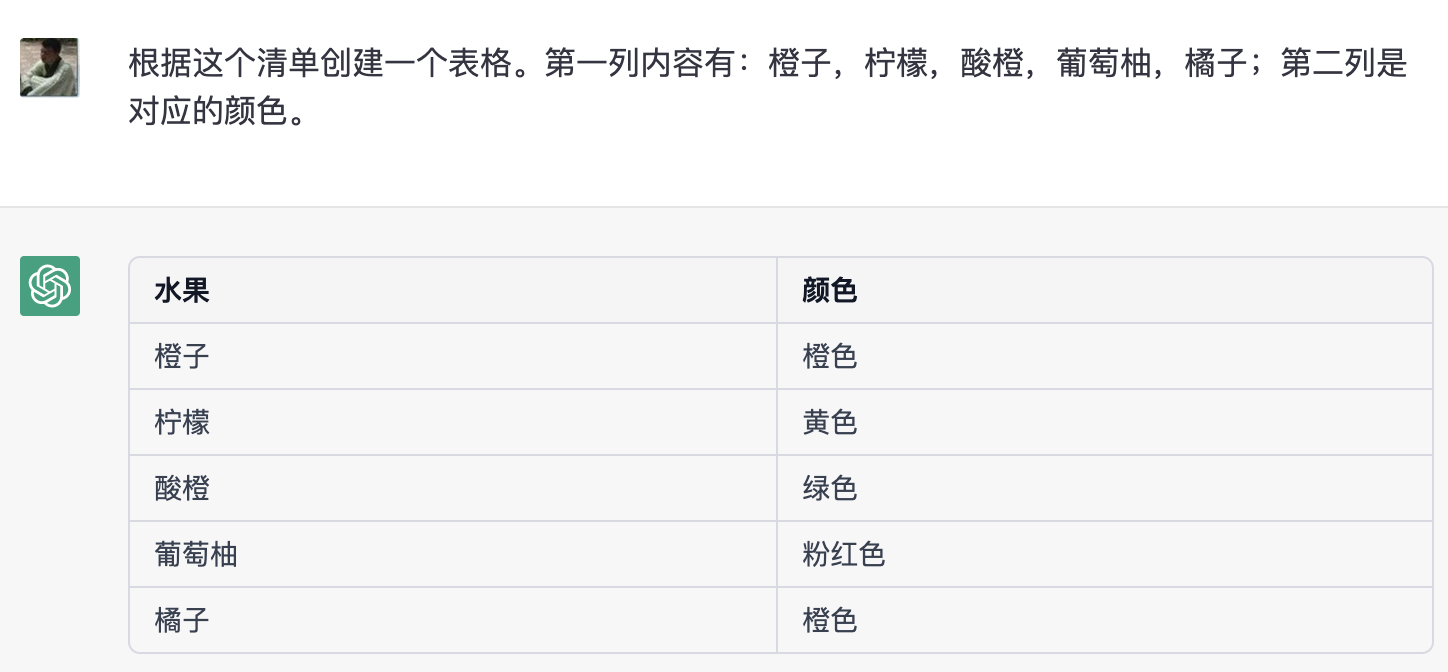 根据这个清单创建一个表格。第一列内容有：橙子，柠檬，酸橙，葡萄柚，橘子；第二列是
对应的颜色。
水果 颜色
橙子 橙色
柠檬 黄色
酸橙 绿色
葡萄柚 粉红色
橘子 橙色